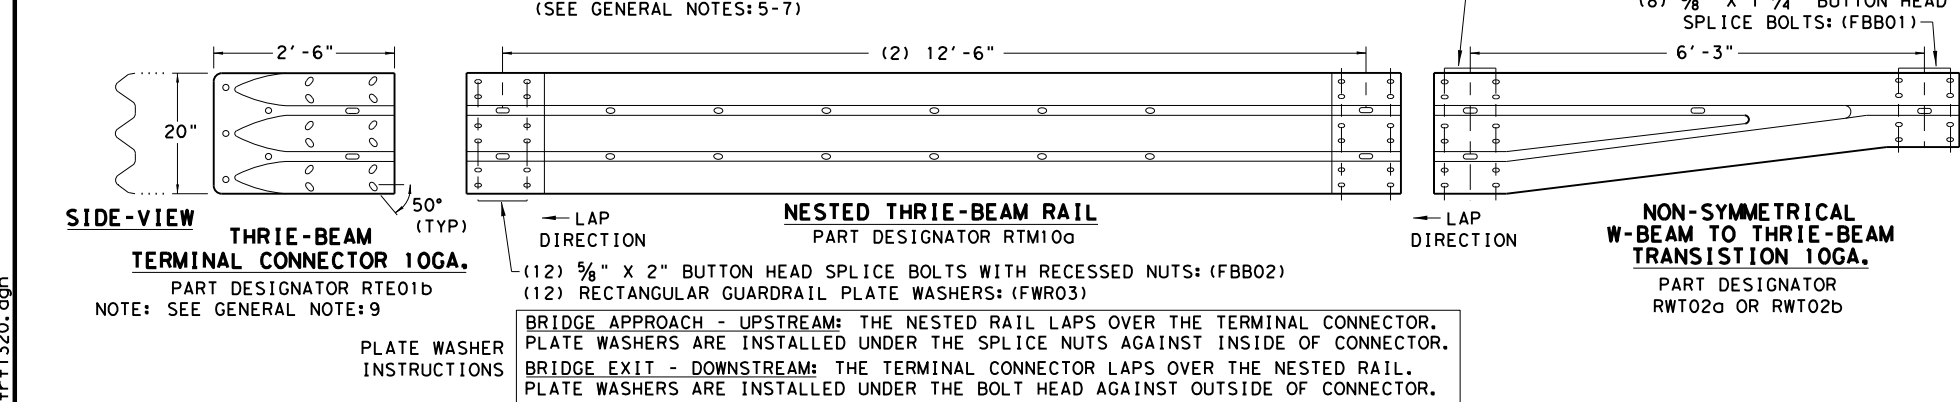 (SEE GENERAL NOTES: 5-7)
SPLICE BOLTS: (FBB01)
2'-6"
(2) 12'-6"
6'-3"
20"
50°
(TYP)
SIDE-VIEW
THRIE-BEAM
TERMINAL CONNECTOR 10GA.
PART DESIGNATOR RTE01b
NOTE: SEE GENERAL NOTE: 9
LAP
DIRECTION
NESTED THRIE-BEAM RAIL
PART DESIGNATOR RTM10a
LAP
DIRECTION
NON-SYMMETRICAL
W-BEAM TO THRIE-BEAM
TRANSISTION 10GA.
PART DESIGNATOR
RWT02a OR RWT02b
(12) 5/8" X 2" BUTTON HEAD SPLICE BOLTS WITH RECESSED NUTS: (FBB02)
(12) RECTANGULAR GUARDRAIL PLATE WASHERS: (FWR03)
PLATE WASHER
INSTRUCTIONS
BRIDGE APPROACH - UPSTREAM: THE NESTED RAIL LAPS OVER THE TERMINAL CONNECTOR.
PLATE WASHERS ARE INSTALLED UNDER THE SPLICE NUTS AGAINST INSIDE OF CONNECTOR.
BRIDGE EXIT - DOWNSTREAM: THE TERMINAL CONNECTOR LAPS OVER THE NESTED RAIL.
PLATE WASHERS ARE INSTALLED UNDER THE BOLT HEAD AGAINST OUTSIDE OF CONNECTOR.